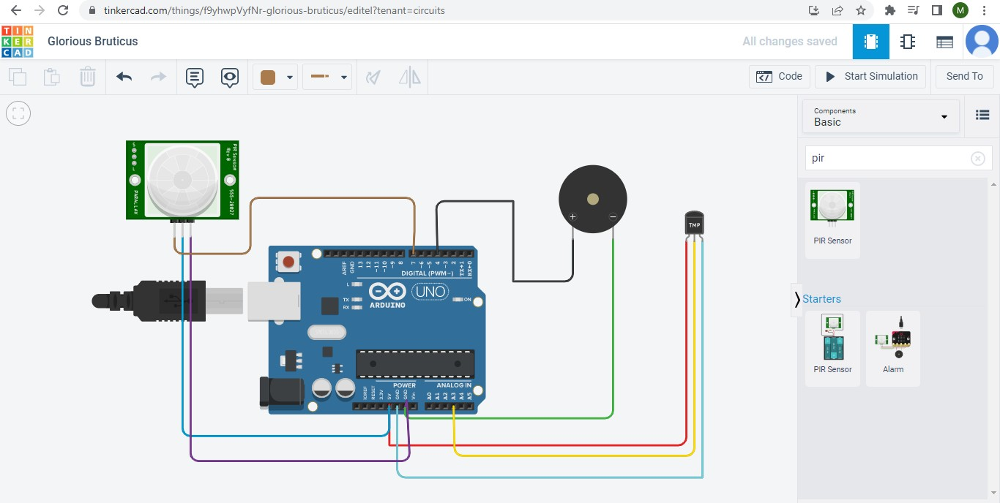 tinkercad.com/things/f9yhwpVyfNr-glorious-bruticus/editel?tenant=circuits
M
TIN
KER
CAD
Glorious Bruticus
All changes saved
Code
Start Simulation
Send To
Components
Basic
pir
PIR Sensor
Starters
PIR Sensor
Alarm
S
L
PARALLAX
PIR Sensor
Rev B
555-28027
TMP
AREF
GND
13
12
~11
~10
~9
8
7
~6
~5
4
~3
2
TX→1
RX←0
DIGITAL (PWM~)
L
TX
RX
ARDUINO
UNO
ON
POWER
ANALOG IN
IOREF
RESET
3.3V
5V
GND
GND
Vin
A0
A1
A2
A3
A4
A5